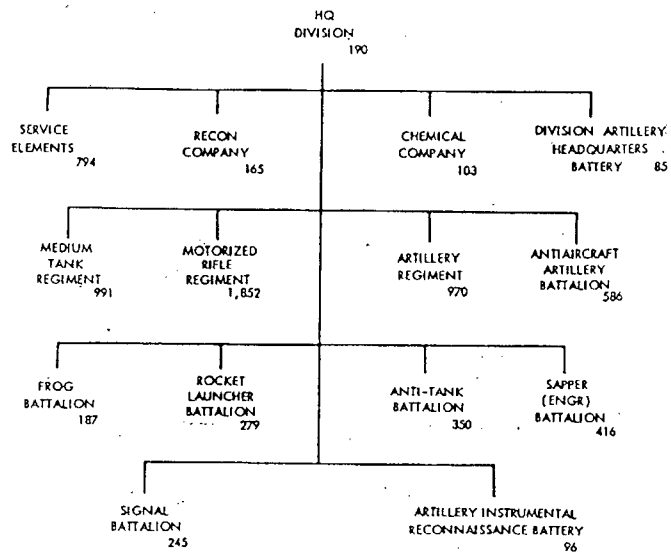 HQ
DIVISION
190
SERVICE
ELEMENTS
794
RECON
COMPANY
165
CHEMICAL
COMPANY
103
DIVISION ARTILLERY
HEADQUARTERS
BATTERY
85
MEDIUM
TANK
REGIMENT
991
MOTORIZED
RIFLE
REGIMENT
1,852
ARTILLERY
REGIMENT
970
ANTIAIRCRAFT
ARTILLERY
BATTALION
586
FROG
BATTALION
187
ROCKET
LAUNCHER
BATTALION
279
ANTI-TANK
BATTALION
350
SAPPER
(ENGR)
BATTALION
416
SIGNAL
BATTALION
245
ARTILLERY INSTRUMENTAL
RECONNAISSANCE BATTERY
96